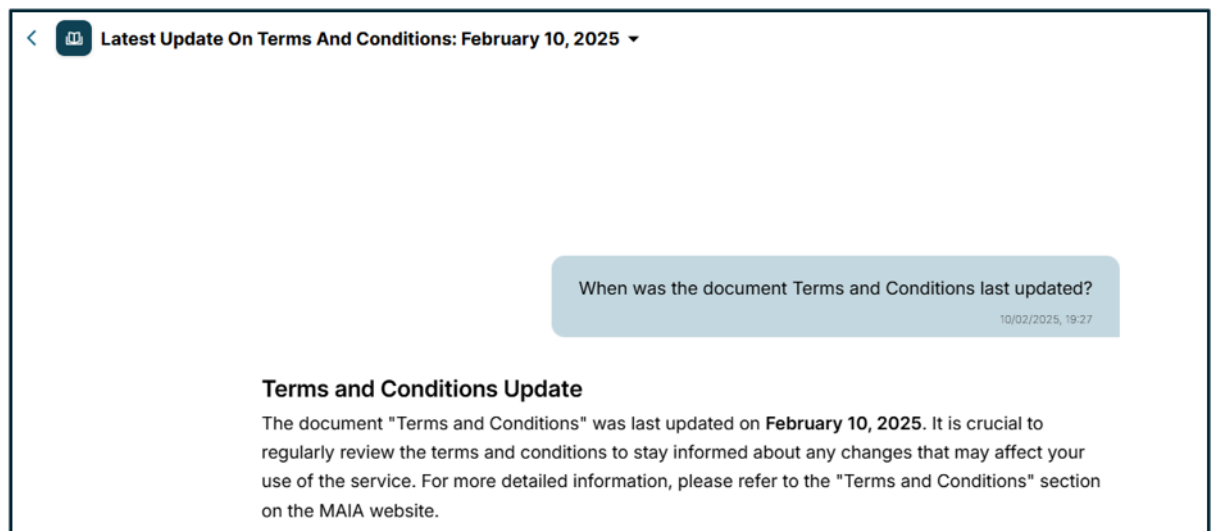 Latest Update On Terms And Conditions: February 10, 2025
When was the document Terms and Conditions last updated?
10/02/2025, 19:27
Terms and Conditions Update
The document "Terms and Conditions" was last updated on February 10, 2025. It is crucial to
regularly review the terms and conditions to stay informed about any changes that may affect your
use of the service. For more detailed information, please refer to the "Terms and Conditions" section
on the MAIA website.